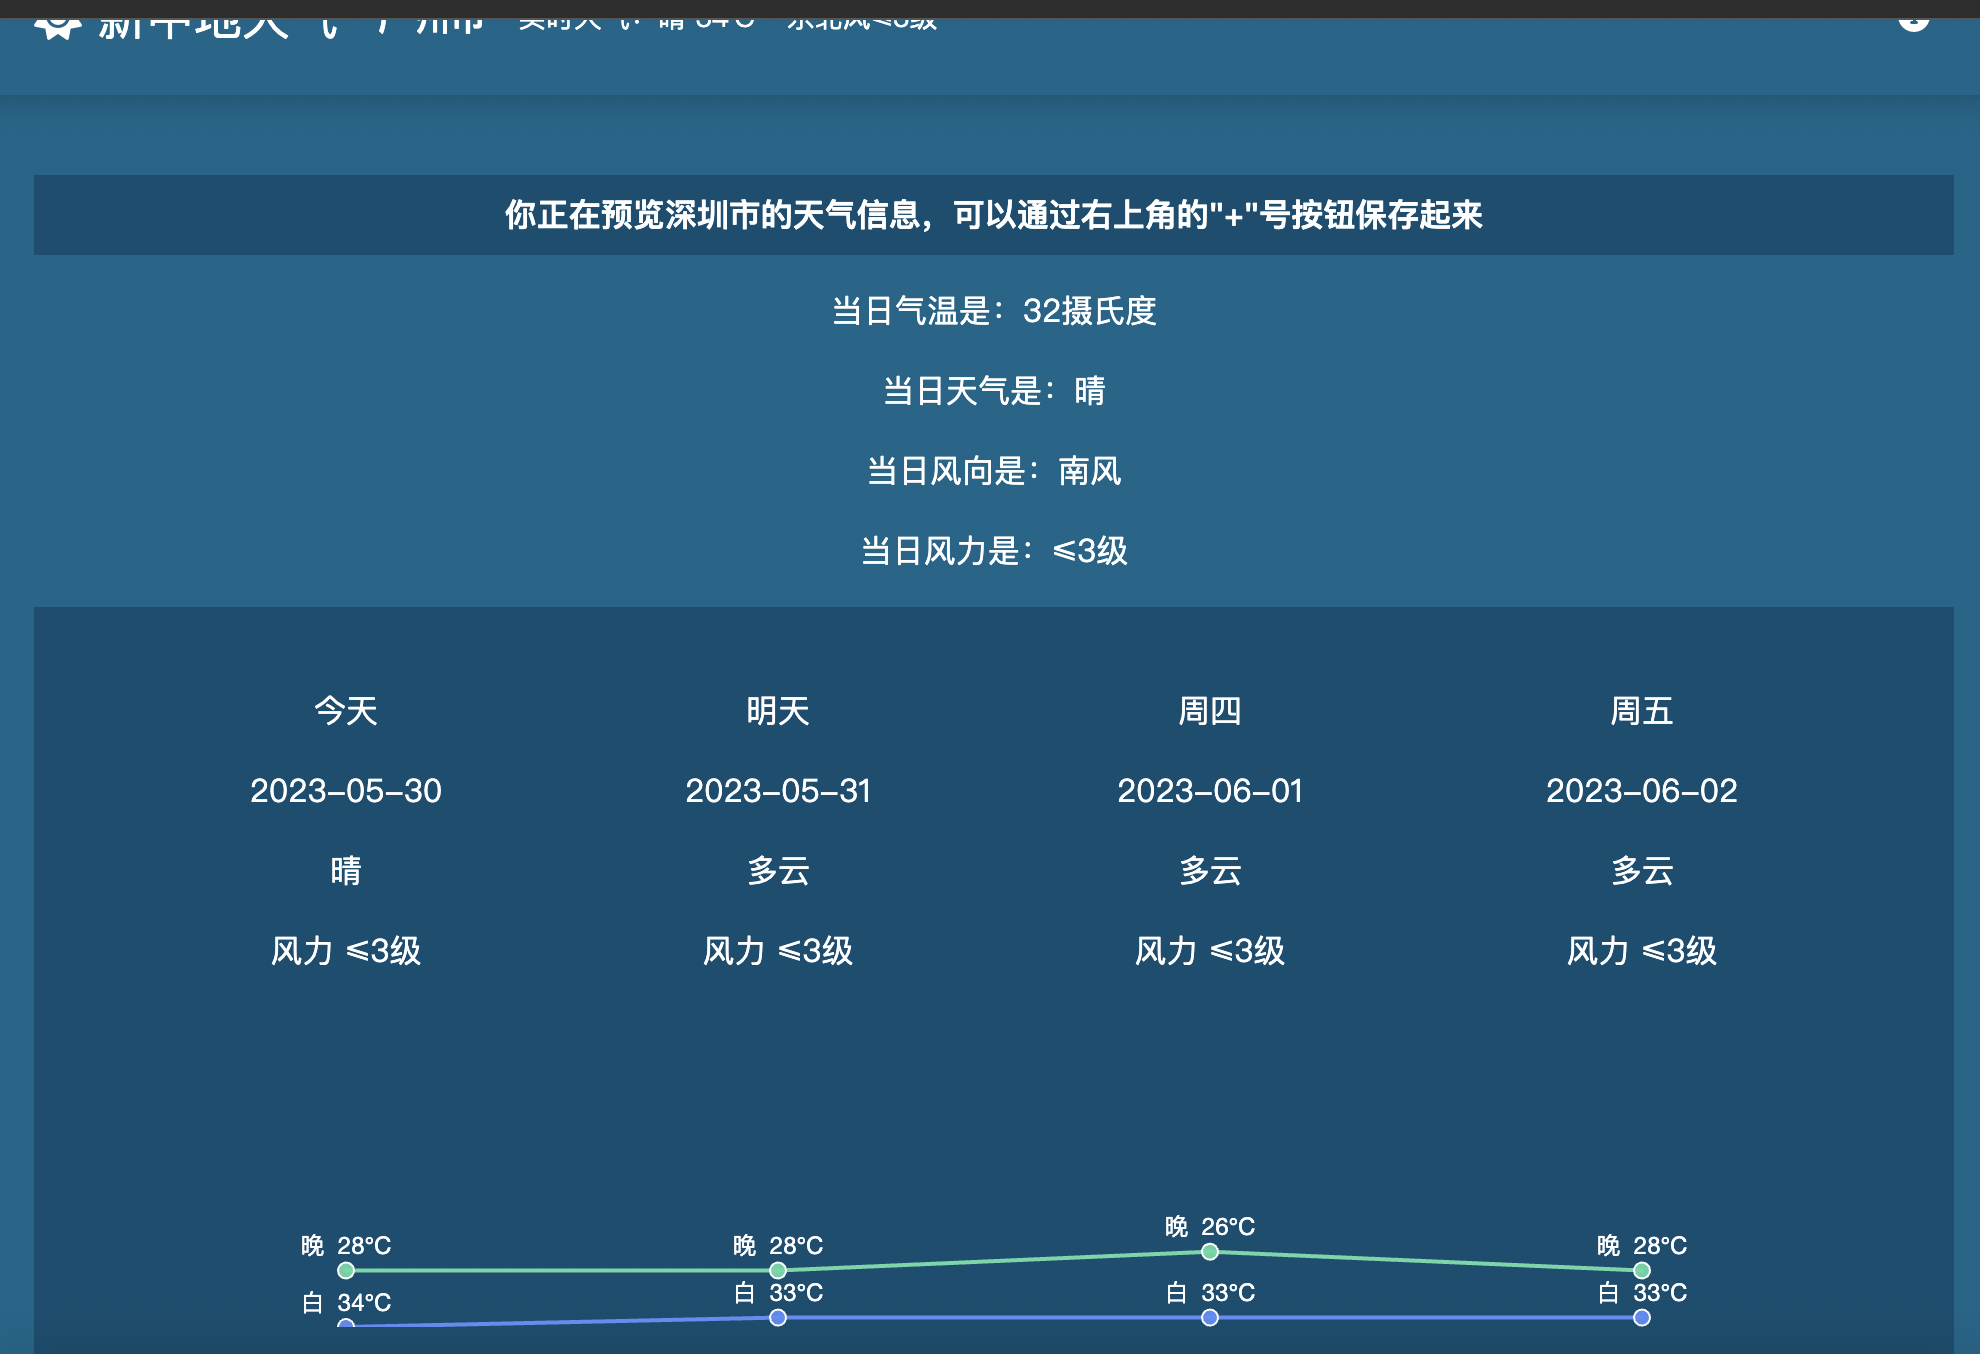 你正在预览深圳市的天气信息，可以通过右上角的"+"号按钮保存起来
当日气温是：32摄氏度
当日天气是：晴
当日风向是：南风
当日风力是：≤3级
今天 明天 周四 周五
2023-05-30 2023-05-31 2023-06-01 2023-06-02
晴 多云 多云 多云
风力 ≤3级 风力 ≤3级 风力 ≤3级 风力 ≤3级
晚 28°C 晚 28°C 晚 26°C 晚 28°C
白 34°C 白 33°C 白 33°C 白 33°C